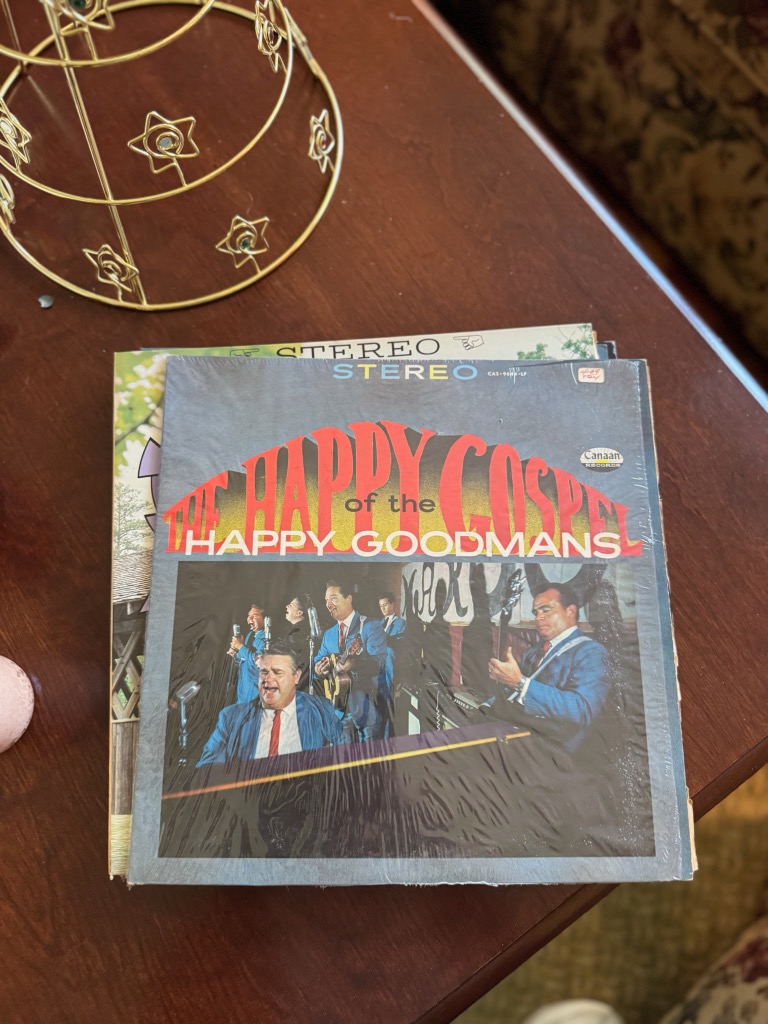 STEREO
STEREO
Canaan
RECORDS
THE HAPPY GOSPEL
of the
HAPPY GOODMANS